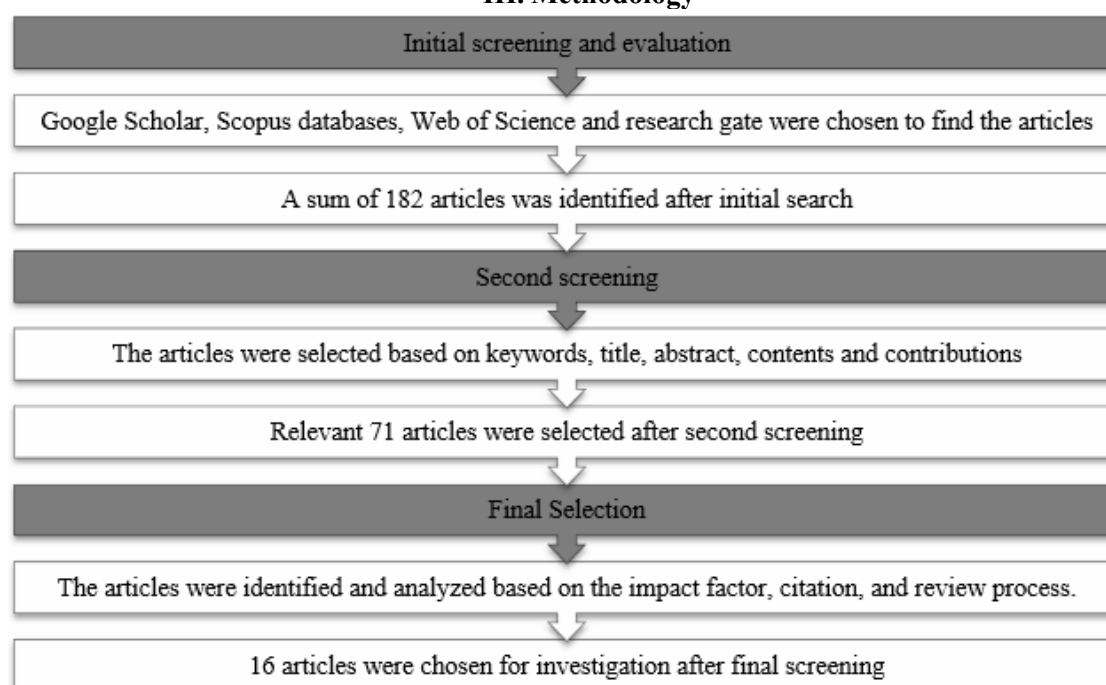 III. Methodology
Initial screening and evaluation
Google Scholar, Scopus databases, Web of Science and research gate were chosen to find the articles
A sum of 182 articles was identified after initial search
Second screening
The articles were selected based on keywords, title, abstract, contents and contributions
Relevant 71 articles were selected after second screening
Final Selection
The articles were identified and analyzed based on the impact factor, citation, and review process.
16 articles were chosen for investigation after final screening